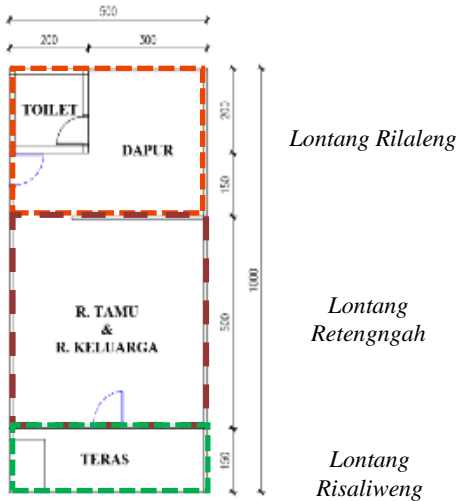 500
200 300
TOILET
DAPUR
200
150
Lontang Rilaleng
1000
R. TAMU
&
R. KELUARGA
500
Lontang
Retengngah
TERAS
150
Lontang
Risaliweng